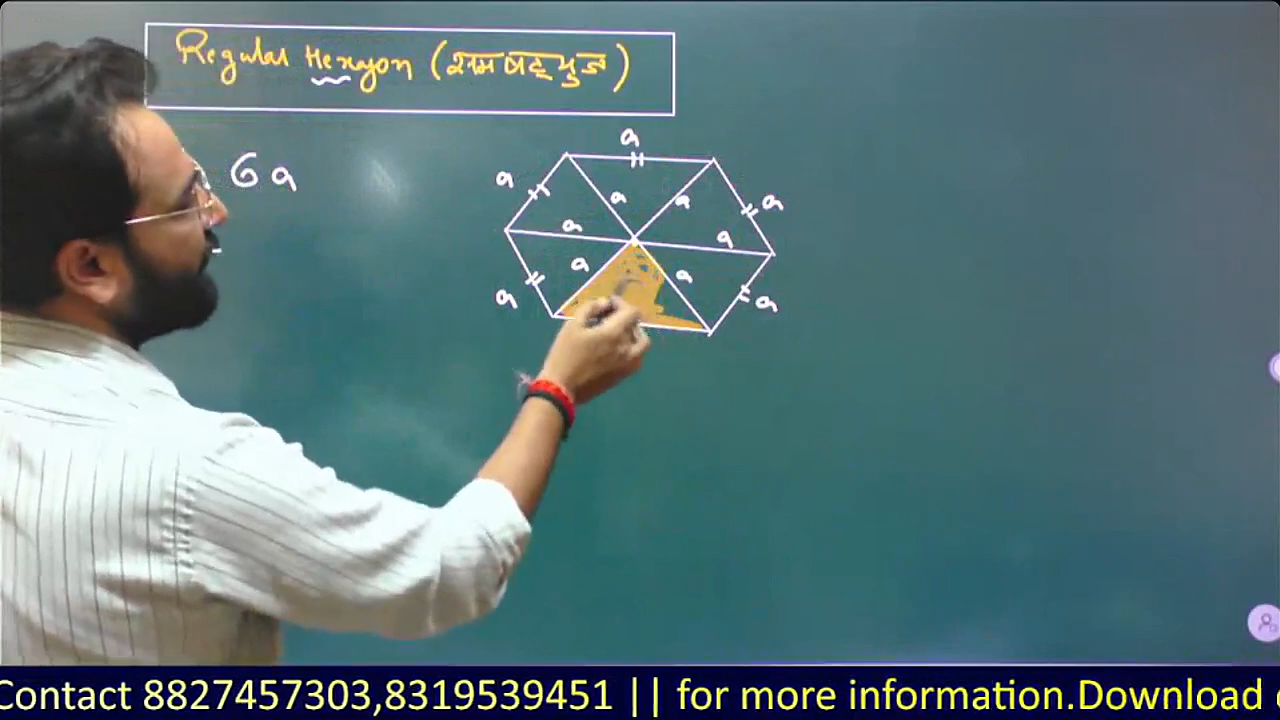 Regular Hexagon (समषट्भुज)
6a
a
a
a
a
a
a
a
a
a
a
a
Contact 8827457303,8319539451 || for more information.Download